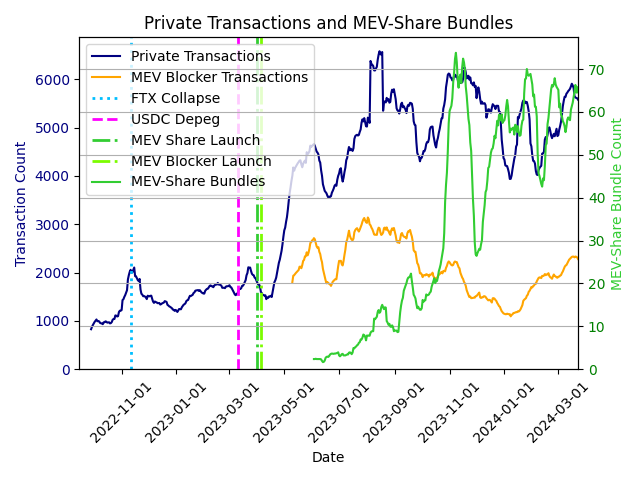 Private Transactions and MEV-Share Bundles
Private Transactions
MEV Blocker Transactions
FTX Collapse
USDC Depeg
MEV Share Launch
MEV Blocker Launch
MEV-Share Bundles
Transaction Count
6000
5000
4000
3000
2000
1000
0
MEV-Share Bundle Count
70
60
50
40
30
20
10
0
2022-11-01
2023-01-01
2023-03-01
2023-05-01
2023-07-01
2023-09-01
2023-11-01
2024-01-01
2024-03-01
Date